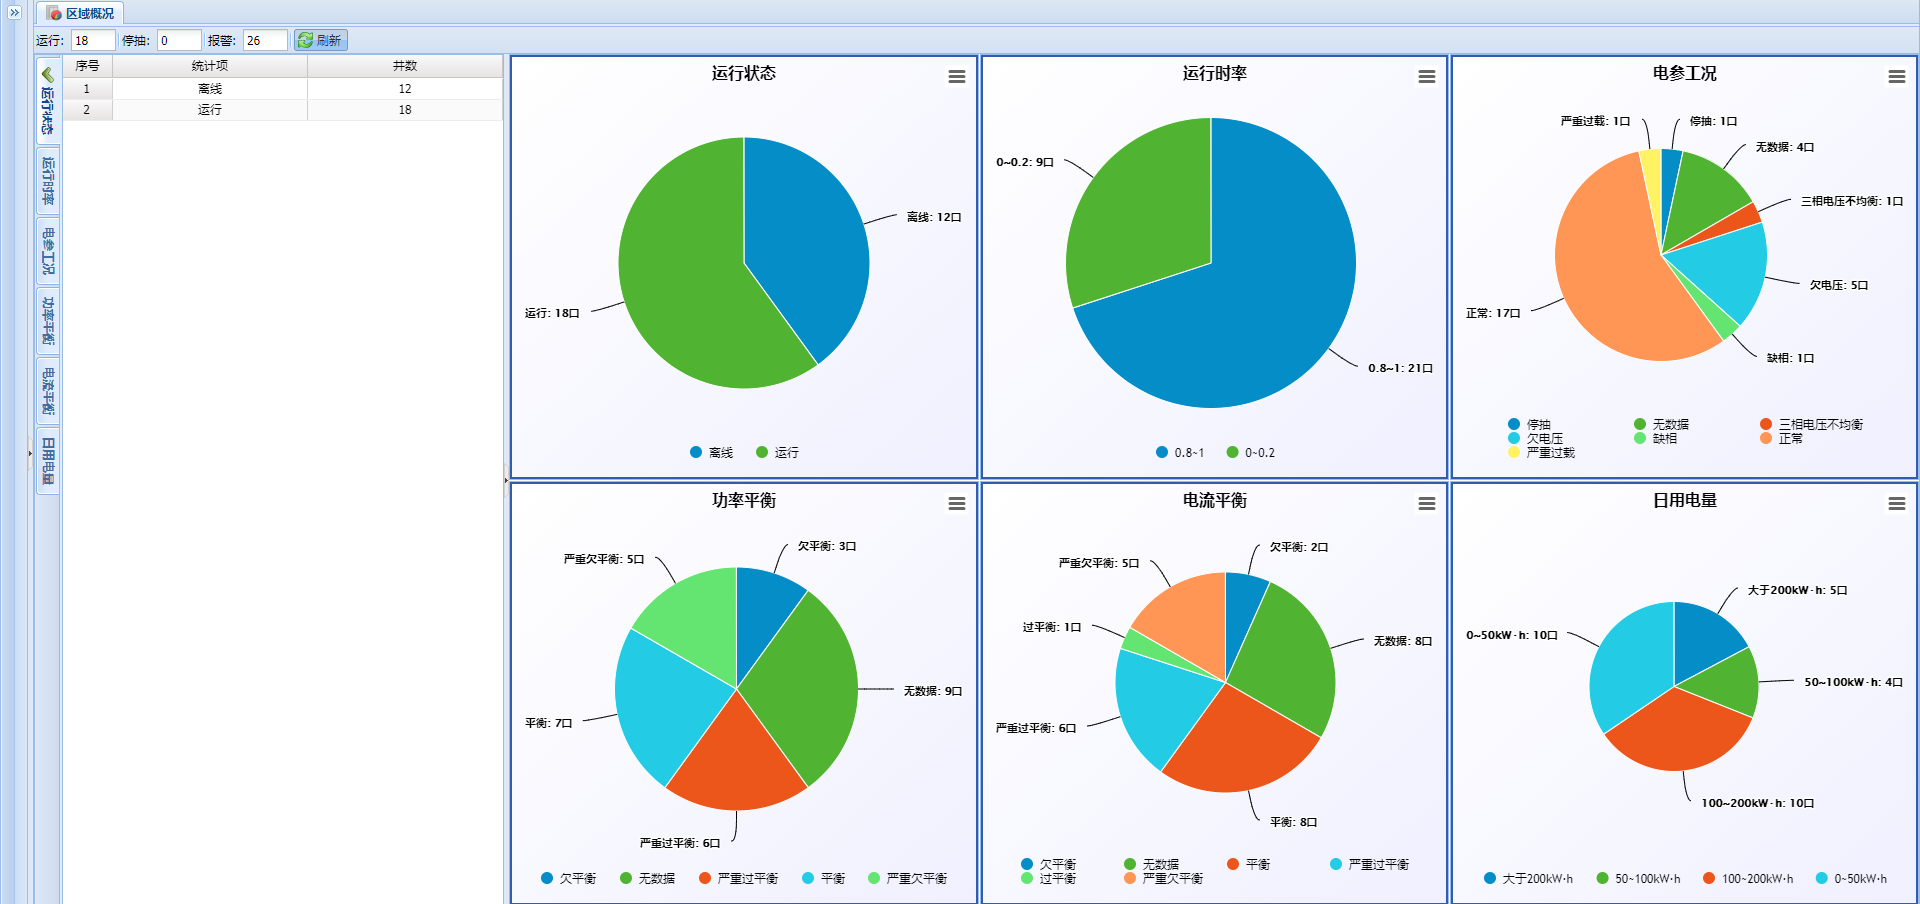 区域概况
运行: 18 停抽: 0 报警: 26 刷新
运行状态
运行时率
电参工况
功率平衡
电流平衡
日用电量
序号 统计项 井数
1 离线 12
2 运行 18
运行状态
离线: 12口
运行: 18口
离线 运行
运行时率
0~0.2: 9口
0.8~1: 21口
0.8~1 0~0.2
电参工况
严重过载: 1口
停抽: 1口
无数据: 4口
三相电压不均衡: 1口
欠电压: 5口
正常: 17口
缺相: 1口
停抽 无数据 三相电压不均衡
欠电压 缺相 正常
严重过载
功率平衡
欠平衡: 3口
严重欠平衡: 5口
无数据: 9口
平衡: 7口
严重过平衡: 6口
欠平衡 无数据 严重过平衡 平衡 严重欠平衡
电流平衡
欠平衡: 2口
严重欠平衡: 5口
过平衡: 1口
无数据: 8口
严重过平衡: 6口
平衡: 8口
欠平衡 无数据 平衡 严重过平衡
过平衡 严重欠平衡
日用电量
大于200kW·h: 5口
0~50kW·h: 10口
50~100kW·h: 4口
100~200kW·h: 10口
大于200kW·h 50~100kW·h 100~200kW·h 0~50kW·h